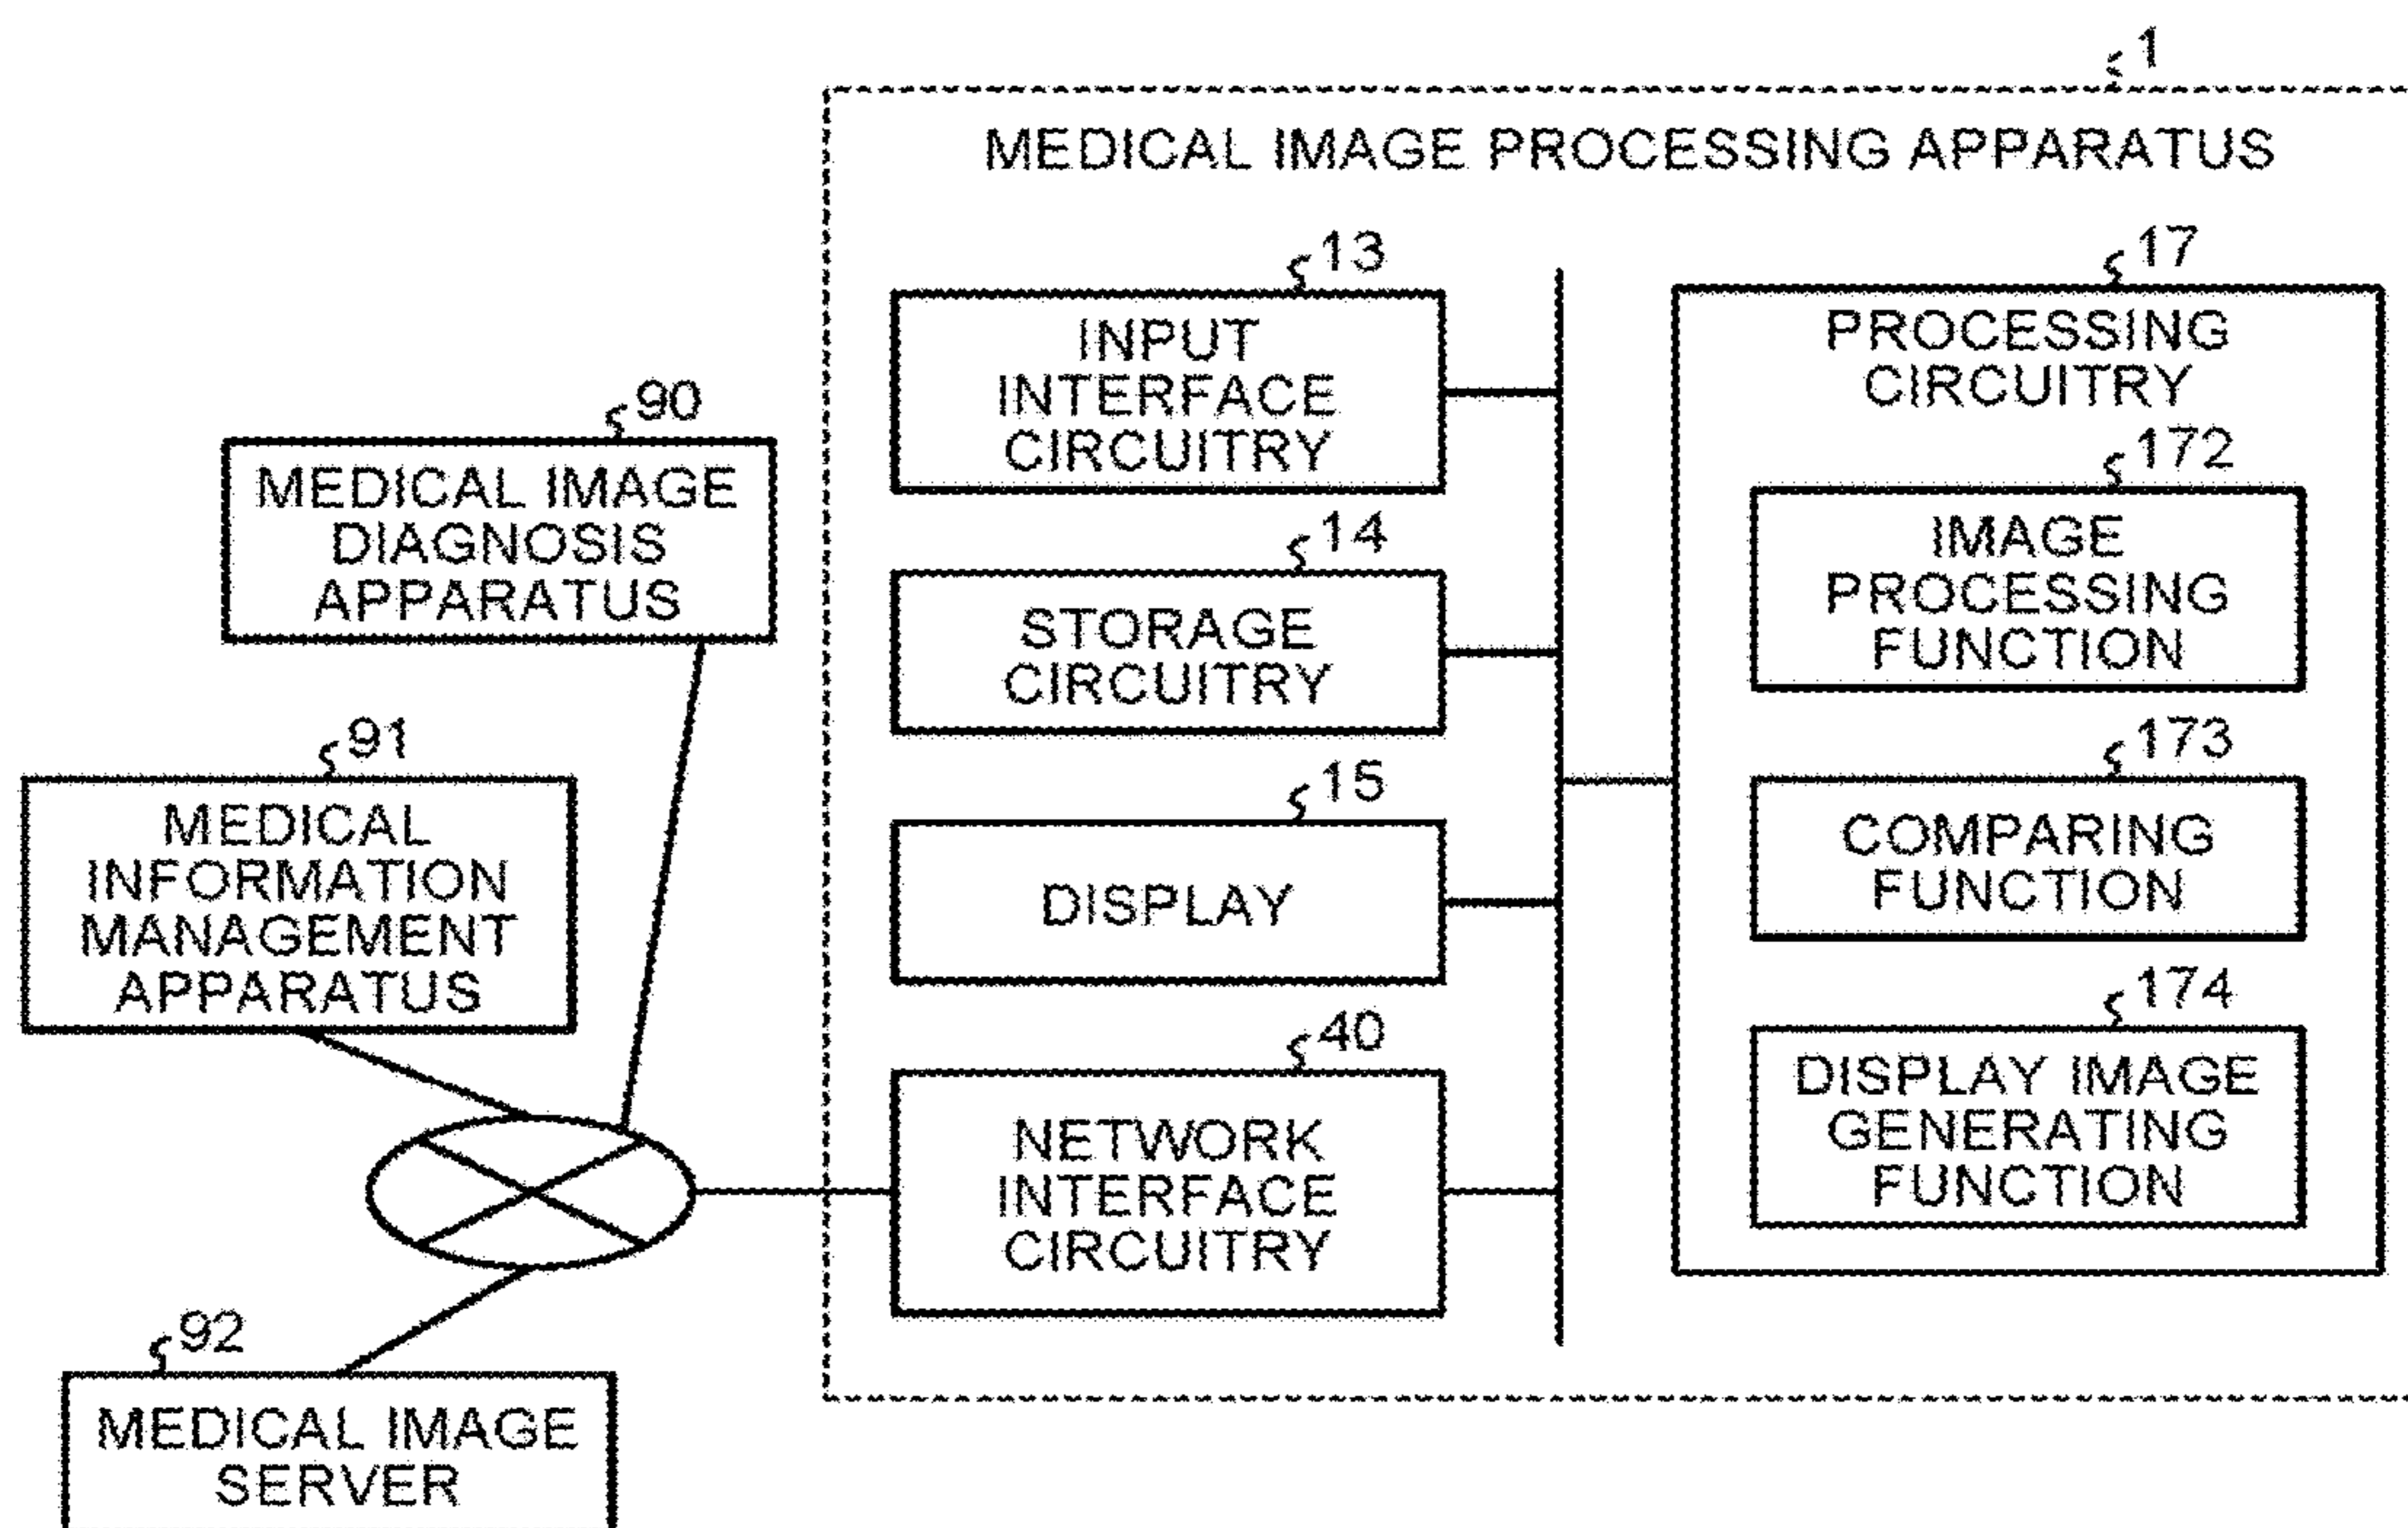 1
MEDICAL IMAGE PROCESSING APPARATUS
13
INPUT
INTERFACE
CIRCUITRY
14
STORAGE
CIRCUITRY
15
DISPLAY
40
NETWORK
INTERFACE
CIRCUITRY
17
PROCESSING
CIRCUITRY
172
IMAGE
PROCESSING
FUNCTION
173
COMPARING
FUNCTION
174
DISPLAY IMAGE
GENERATING
FUNCTION
90
MEDICAL IMAGE
DIAGNOSIS
APPARATUS
91
MEDICAL
INFORMATION
MANAGEMENT
APPARATUS
92
MEDICAL IMAGE
SERVER